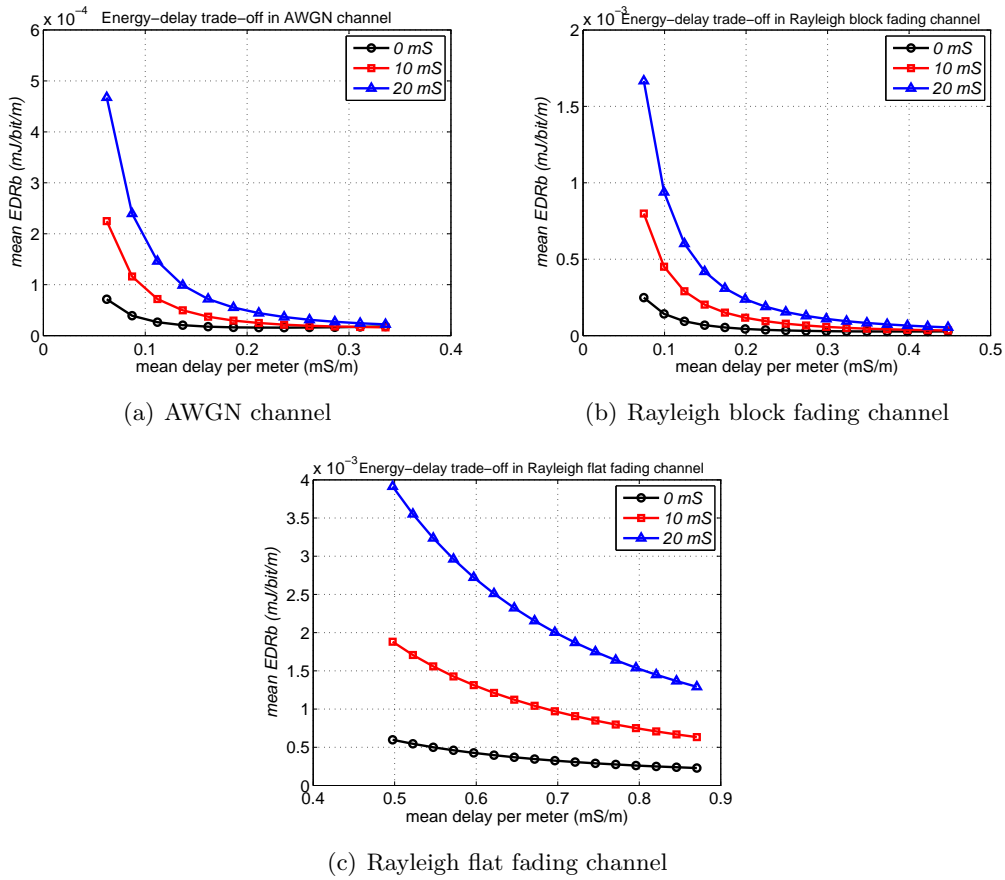 x 10⁻⁴
Energy−delay trade−off in AWGN channel
6
5
4
3
2
1
0
0
0.1
0.2
0.3
0.4
mean EDRb (mJ/bit/m)
mean delay per meter (mS/m)
0 mS
10 mS
20 mS
(a) AWGN channel
x 10⁻³
Energy−delay trade−off in Rayleigh block fading channel
2
1.5
1
0.5
0
0
0.1
0.2
0.3
0.4
0.5
mean EDRb (mJ/bit/m)
mean delay per meter (mS/m)
0 mS
10 mS
20 mS
(b) Rayleigh block fading channel
x 10⁻³
Energy−delay trade−off in Rayleigh flat fading channel
4
3.5
3
2.5
2
1.5
1
0.5
0
0.4
0.5
0.6
0.7
0.8
0.9
mean EDRb (mJ/bit/m)
mean delay per meter (mS/m)
0 mS
10 mS
20 mS
(c) Rayleigh flat fading channel